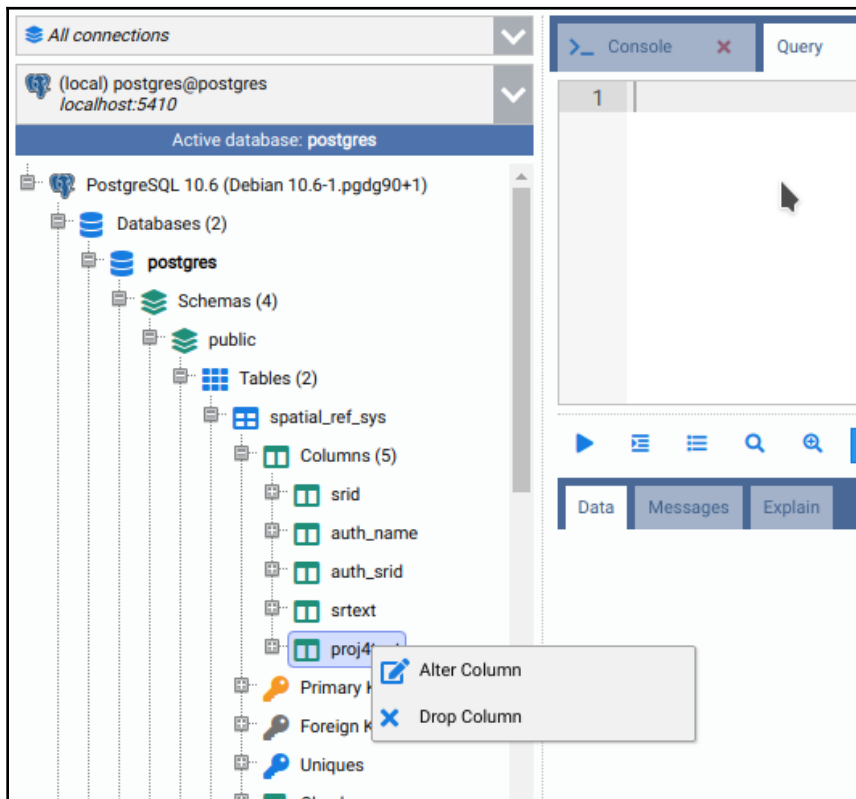 All connections
(local) postgres@postgres
localhost:5410
Active database: postgres
PostgreSQL 10.6 (Debian 10.6-1.pgdg90+1)
Databases (2)
postgres
Schemas (4)
public
Tables (2)
spatial_ref_sys
Columns (5)
srid
auth_name
auth_srid
srtext
Primary
Foreign
Uniques
Alter Column
Drop Column
Console
Query
1
Data Messages Explain